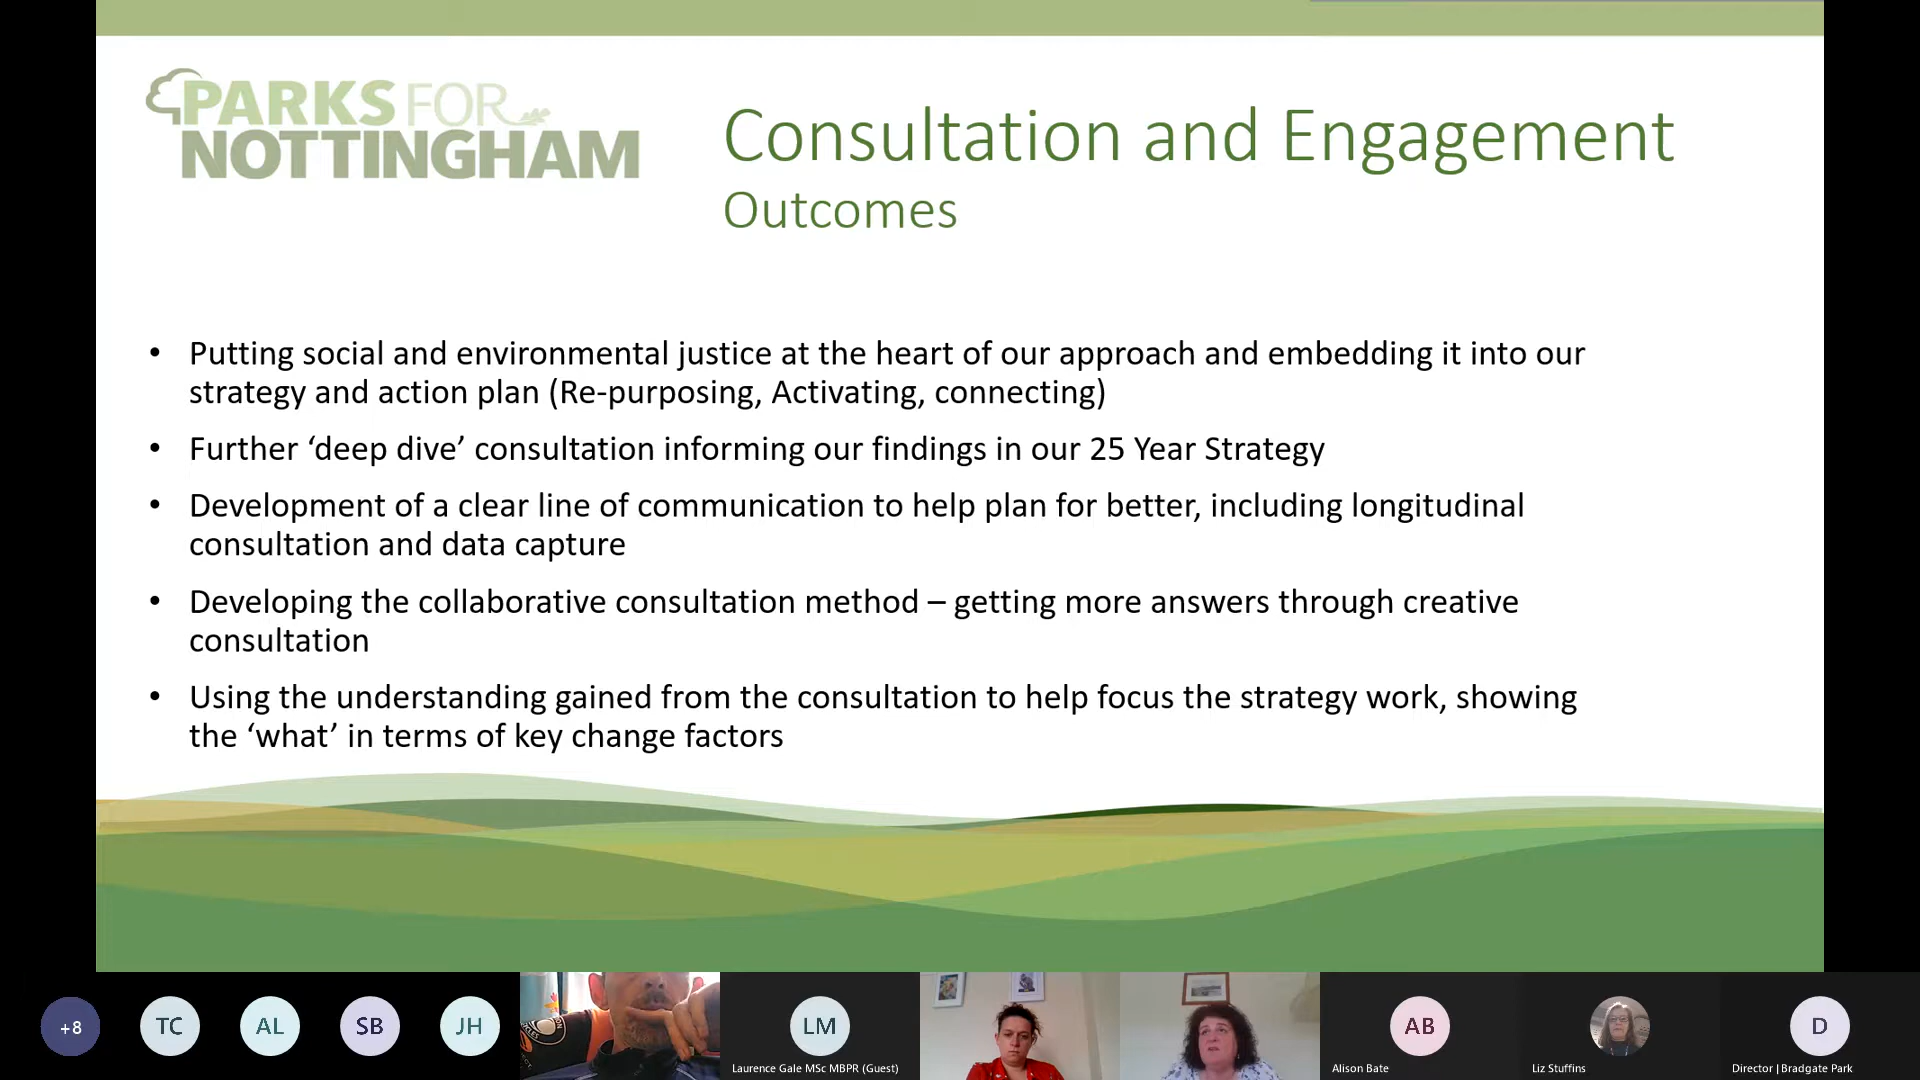 PARKS FOR
NOTTINGHAM
Consultation and Engagement
Outcomes
• Putting social and environmental justice at the heart of our approach and embedding it into our
strategy and action plan (Re-purposing, Activating, connecting)
• Further ‘deep dive’ consultation informing our findings in our 25 Year Strategy
• Development of a clear line of communication to help plan for better, including longitudinal
consultation and data capture
• Developing the collaborative consultation method – getting more answers through creative
consultation
• Using the understanding gained from the consultation to help focus the strategy work, showing
the ‘what’ in terms of key change factors
+8
TC
AL
SB
JH
LM
Laurence Gale MSc MBPR (Guest)
AB
Alison Bate
Liz Stuffins
D
Director | Bradgate Park